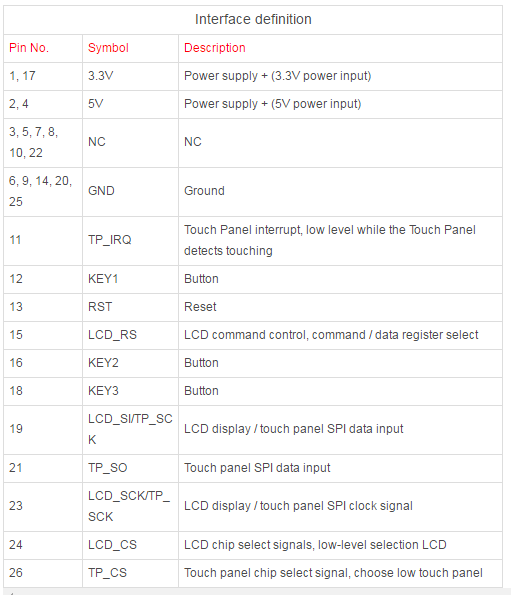 Interface definition
Pin No. Symbol Description
1, 17 3.3V Power supply + (3.3V power input)
2, 4 5V Power supply + (5V power input)
3, 5, 7, 8,
10, 22 NC NC
6, 9, 14, 20,
25 GND Ground
11 TP_IRQ Touch Panel interrupt, low level while the Touch Panel
detects touching
12 KEY1 Button
13 RST Reset
15 LCD_RS LCD command control, command / data register select
16 KEY2 Button
18 KEY3 Button
19 LCD_SI/TP_SC
K LCD display / touch panel SPI data input
21 TP_SO Touch panel SPI data input
23 LCD_SCK/TP_
SCK LCD display / touch panel SPI clock signal
24 LCD_CS LCD chip select signals, low-level selection LCD
26 TP_CS Touch panel chip select signal, choose low touch panel